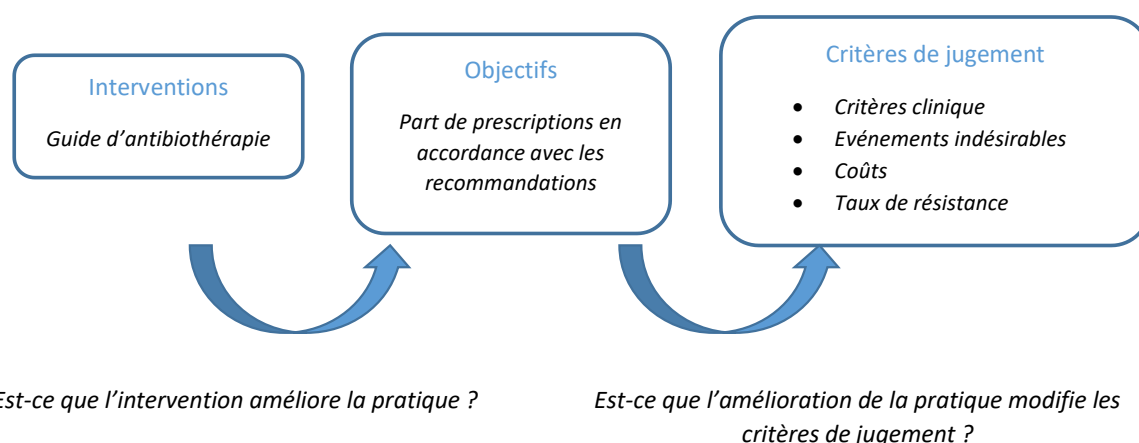 Interventions
Guide d'antibiothérapie
Objectifs
Part de prescriptions en
accordance avec les
recommandations
Critères de jugement
• Critères clinique
• Evénements indésirables
• Coûts
• Taux de résistance
Est-ce que l'intervention améliore la pratique ?
Est-ce que l'amélioration de la pratique modifie les
critères de jugement ?